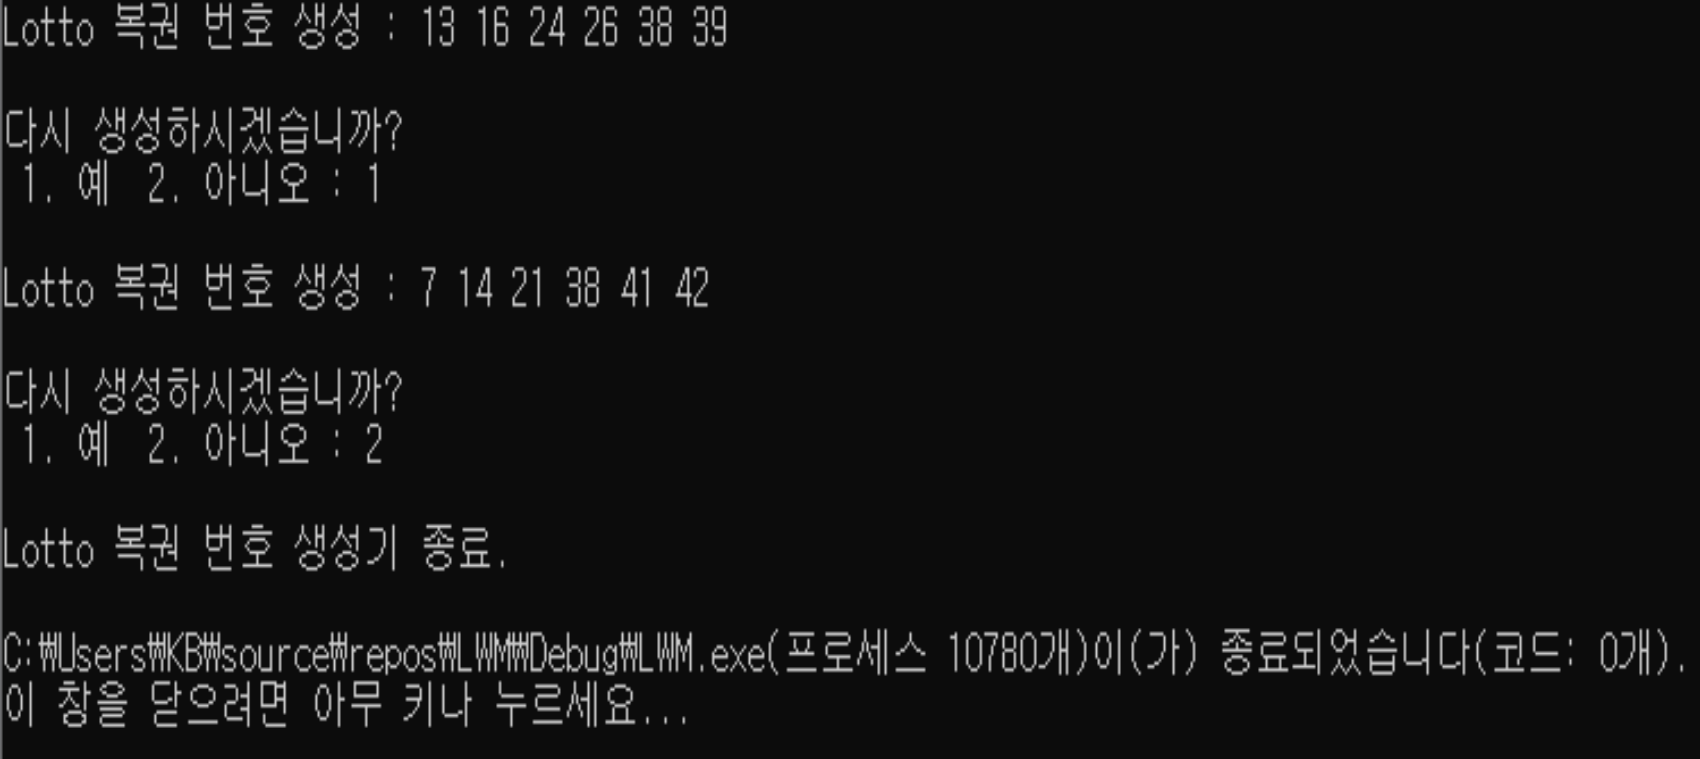 Lotto 복권 번호 생성 : 13 16 24 26 38 39
다시 생성하시겠습니까?
1. 예 2. 아니오 : 1
Lotto 복권 번호 생성 : 7 14 21 38 41 42
다시 생성하시겠습니까?
1. 예 2. 아니오 : 2
Lotto 복권 번호 생성기 종료.
C:₩Users₩KB₩source₩repos₩LWM₩Debug₩LWM.exe(프로세스 10780개)이(가) 종료되었습니다(코드: 0개).
이 창을 닫으려면 아무 키나 누르세요...